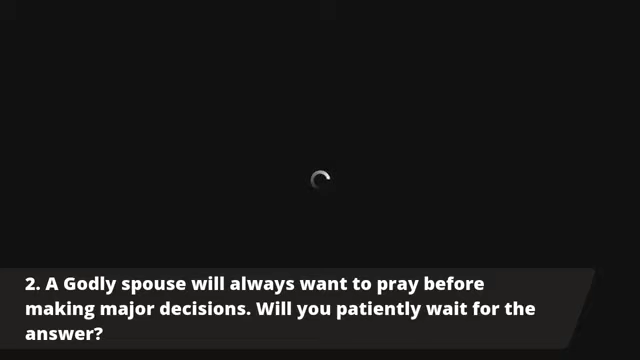 2. A Godly spouse will always want to pray before
making major decisions. Will you patiently wait for the
answer?